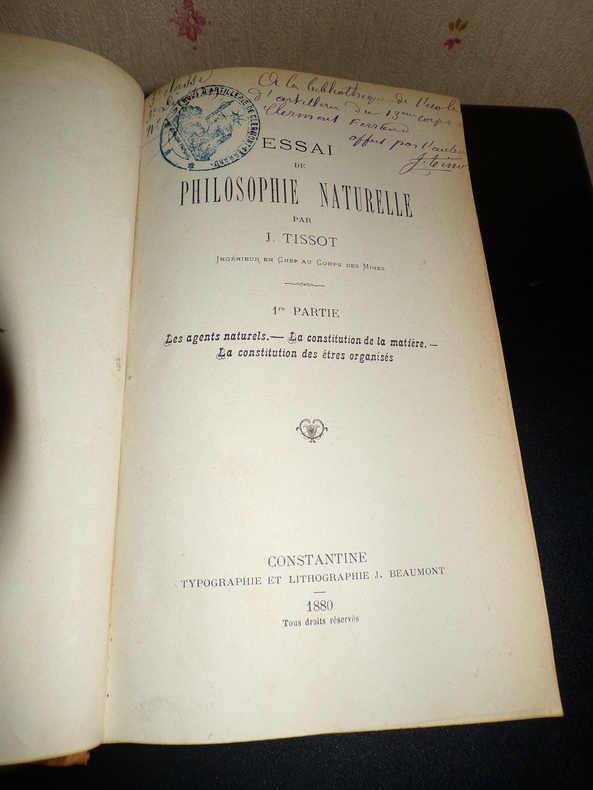 A la bibliothèque de l'école
d'artillerie du 13eme corps
Clermont Ferrand
offert par l'auteur
J. Tissot
ESSAI
DE
PHILOSOPHIE NATURELLE
PAR
J. TISSOT
INGÉNIEUR EN CHEF AU CORPS DES MINES
1re PARTIE
Les agents naturels.— La constitution de la matière. —
La constitution des êtres organisés
CONSTANTINE
TYPOGRAPHIE ET LITHOGRAPHIE J. BEAUMONT
1880
Tous droits réservés